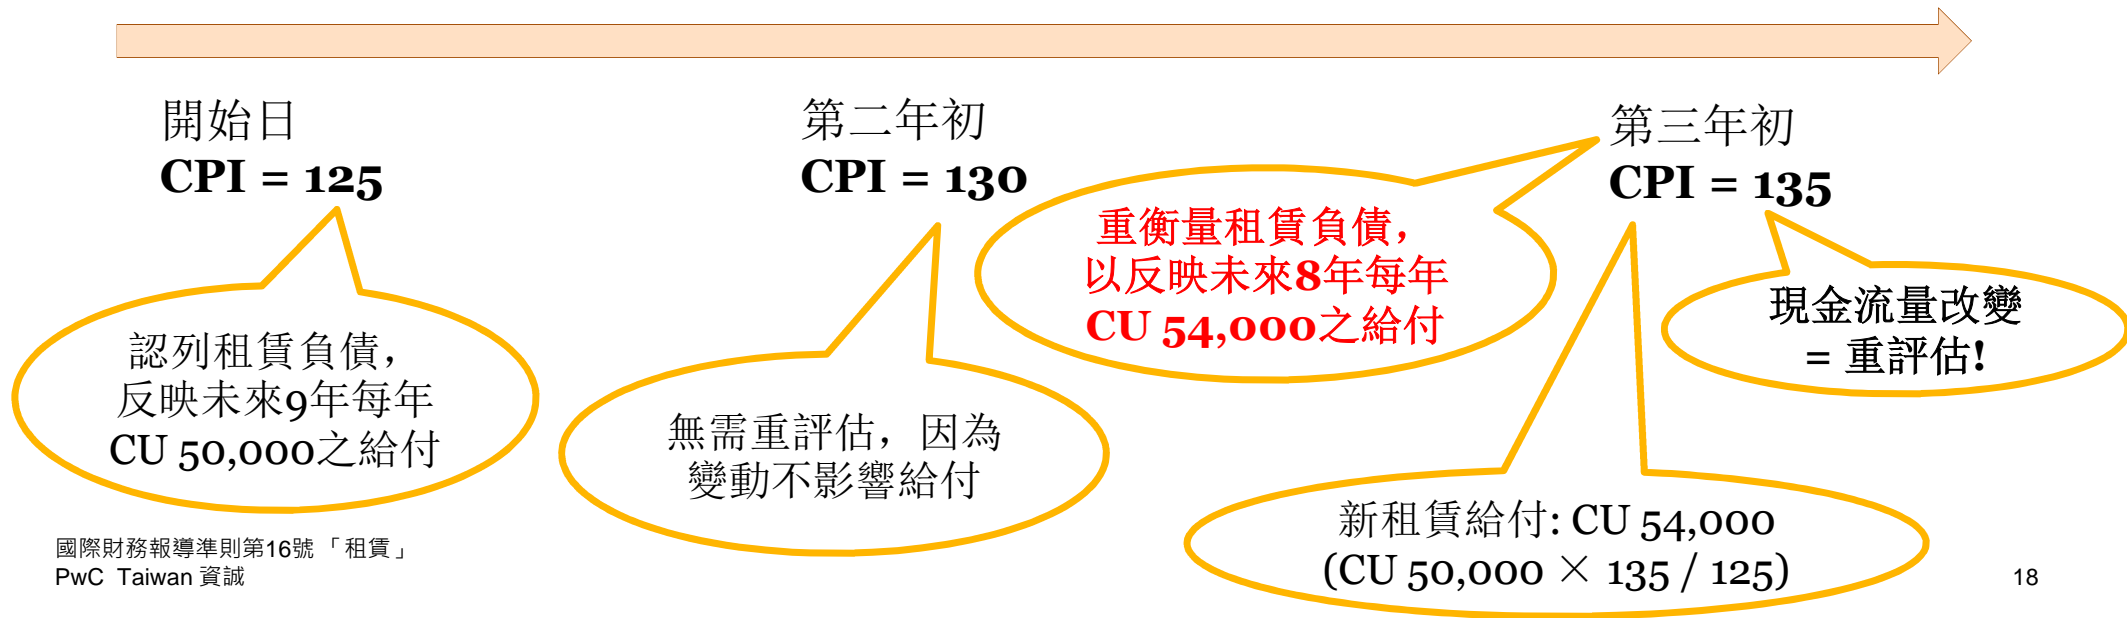 開始日
CPI = 125
第二年初
CPI = 130
第三年初
CPI = 135
重衡量租賃負債，
以反映未來8年每年
CU 54,000之給付
現金流量改變
= 重評估!
認列租賃負債，
反映未來9年每年
CU 50,000之給付
無需重評估，因為
變動不影響給付
新租賃給付: CU 54,000
(CU 50,000 × 135 / 125)
國際財務報導準則第16號 「租賃」
PwC Taiwan 資誠
18